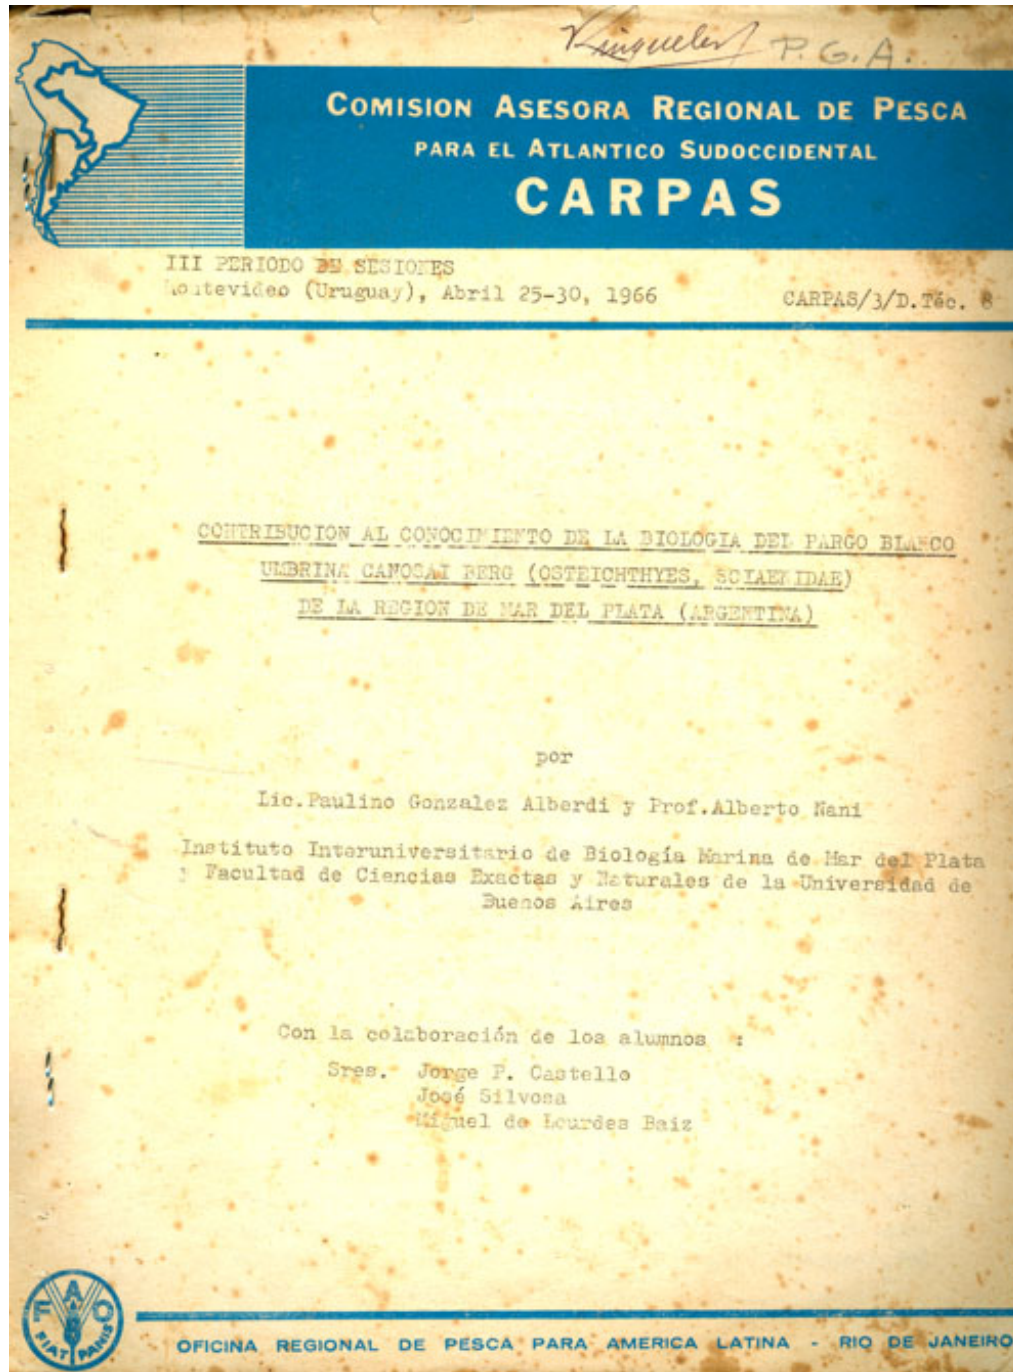 Ringuelet P.G.A.
COMISION ASESORA REGIONAL DE PESCA
PARA EL ATLANTICO SUDOCCIDENTAL
CARPAS
III PERIODO DE SESIONES
Montevideo (Uruguay), Abril 25-30, 1966
CARPAS/3/D.Téc. 8
CONTRIBUCION AL CONOCIMIENTO DE LA BIOLOGIA DEL PARGO BLANCO
UMBRINA CANOSAI BERG (OSTEICHTHYES, SCIAENIDAE)
DE LA REGION DE MAR DEL PLATA (ARGENTINA)
por
Lic.Paulino Gonzalez Alberdi y Prof.Alberto Nani
Instituto Interuniversitario de Biología Marina de Mar del Plata
y Facultad de Ciencias Exactas y Naturales de la Universidad de
Buenos Aires
Con la colaboración de los alumnos :
Sres. Jorge P. Castello
José Silvosa
Miguel de Lourdes Baiz
F A O
FIAT PANIS
OFICINA REGIONAL DE PESCA PARA AMERICA LATINA - RIO DE JANEIRO